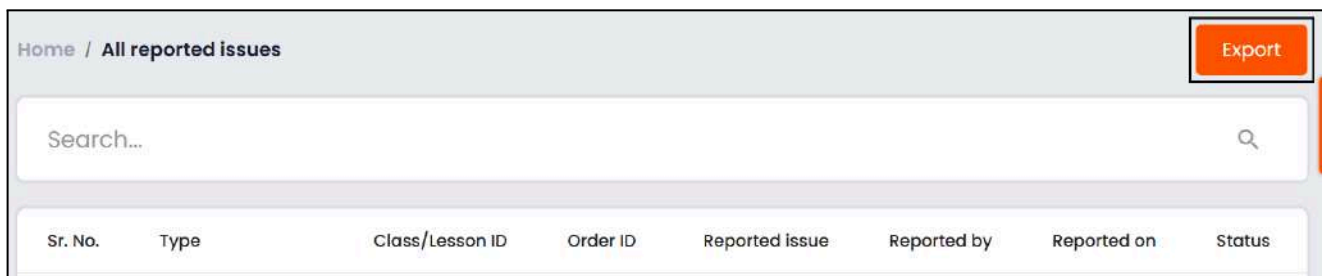 Home / All reported issues Export
Search...
Sr. No. Type Class/Lesson ID Order ID Reported issue Reported by Reported on Status